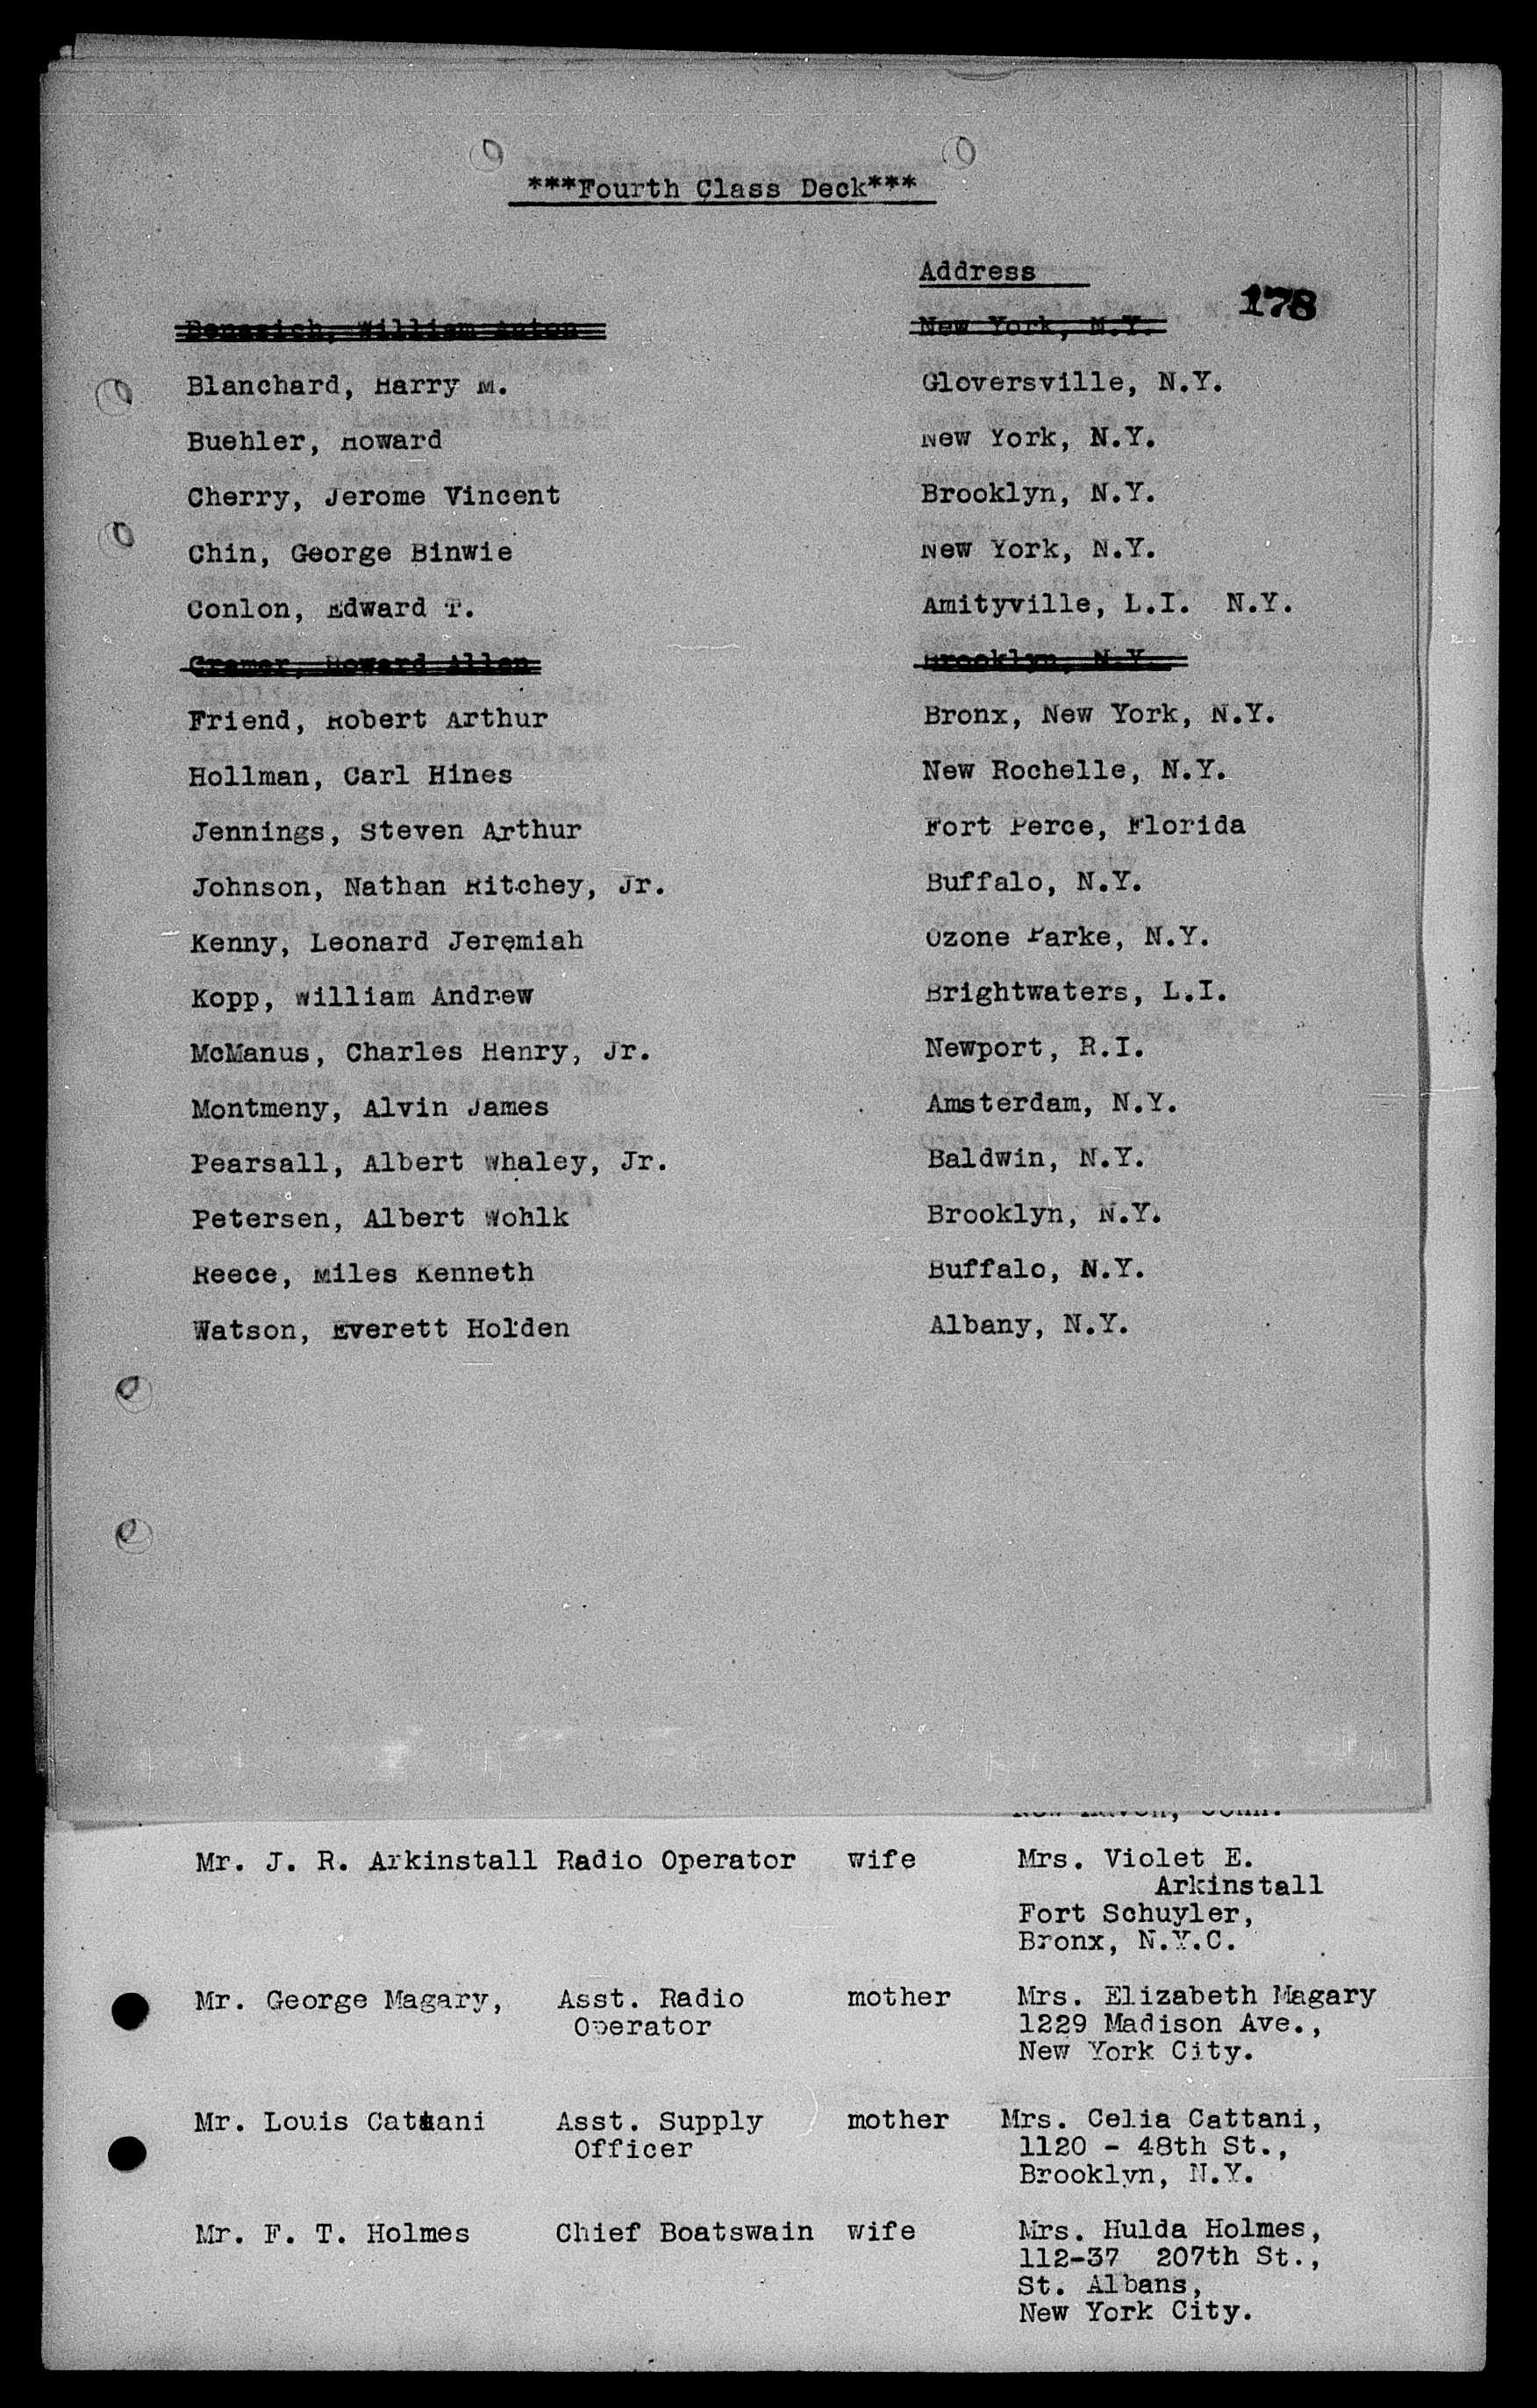 ***Fourth Class Deck***
Address
178
New York, N.Y.
Blanchard, Harry M. Gloversville, N.Y.
Buehler, Howard New York, N.Y.
Cherry, Jerome Vincent Brooklyn, N.Y.
Chin, George Binwie New York, N.Y.
Conlon, Edward T. Amityville, L.I. N.Y.
Cramer, Howard Allen Brooklyn, N.Y.
Friend, Robert Arthur Bronx, New York, N.Y.
Hollman, Carl Hines New Rochelle, N.Y.
Jennings, Steven Arthur Fort Perce, Florida
Johnson, Nathan Ritchey, Jr. Buffalo, N.Y.
Kenny, Leonard Jeremiah Ozone Parke, N.Y.
Kopp, William Andrew Brightwaters, L.I.
McManus, Charles Henry, Jr. Newport, R.I.
Montmeny, Alvin James Amsterdam, N.Y.
Pearsall, Albert Whaley, Jr. Baldwin, N.Y.
Petersen, Albert Wohlk Brooklyn, N.Y.
Reece, Miles Kenneth Buffalo, N.Y.
Watson, Everett Holden Albany, N.Y.
Mr. J. R. Arkinstall Radio Operator wife Mrs. Violet E.
Arkinstall
Fort Schuyler,
Bronx, N.Y.C.
Mr. George Magary, Asst. Radio mother Mrs. Elizabeth Magary
Operator 1229 Madison Ave.,
New York City.
Mr. Louis Cattani Asst. Supply mother Mrs. Celia Cattani,
Officer 1120 - 48th St.,
Brooklyn, N.Y.
Mr. F. T. Holmes Chief Boatswain wife Mrs. Hulda Holmes,
112-37 207th St.,
St. Albans,
New York City.